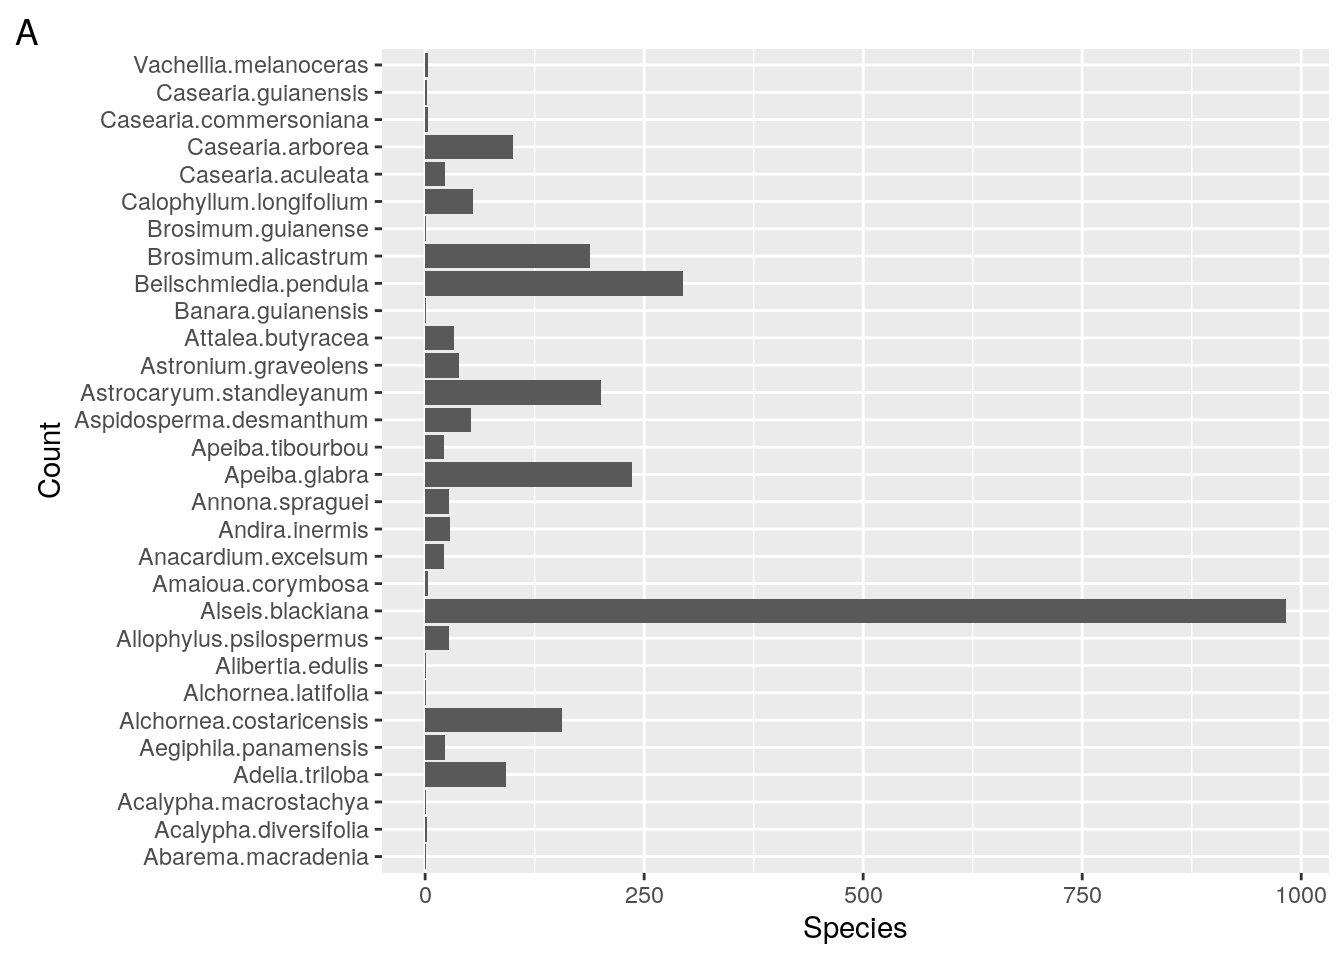 A
Vachellia.melanoceras
Casearia.guianensis
Casearia.commersoniana
Casearia.arborea
Casearia.aculeata
Calophyllum.longifolium
Brosimum.guianense
Brosimum.alicastrum
Beilschmiedia.pendula
Banara.guianensis
Attalea.butyracea
Astronium.graveolens
Astrocaryum.standleyanum
Aspidosperma.desmanthum
Apeiba.tibourbou
Apeiba.glabra
Annona.spraguei
Andira.inermis
Anacardium.excelsum
Amaioua.corymbosa
Alseis.blackiana
Allophylus.psilospermus
Alibertia.edulis
Alchornea.latifolia
Alchornea.costaricensis
Aegiphila.panamensis
Adelia.triloba
Acalypha.macrostachya
Acalypha.diversifolia
Abarema.macradenia
Count
0 250 500 750 1000
Species